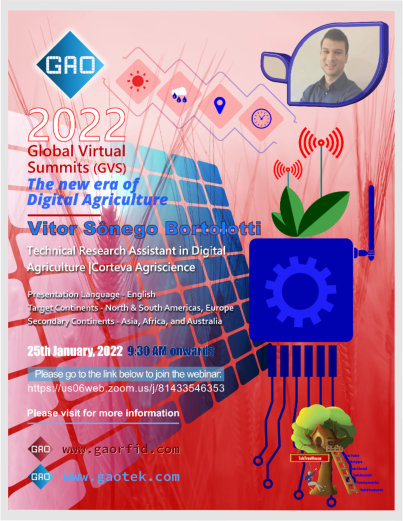 GAO
2022
Global Virtual
Summits (GVS)
The new era of
Digital Agriculture
Vitor Sônego Bortolotti
Technical Research Assistant in Digital
Agriculture |Corteva Agriscience
Presentation Language - English
Target Continents - North & South Americas, Europe
Secondary Continents - Asia, Africa, and Australia
25th January, 2022 9:30 AM onwards
Please go to the link below to join the webinar:
https://us06web.zoom.us/j/81433546353
Please visit for more information
GAO www.gaorfid.com
GAO www.gaotek.com
TekTreeHouse